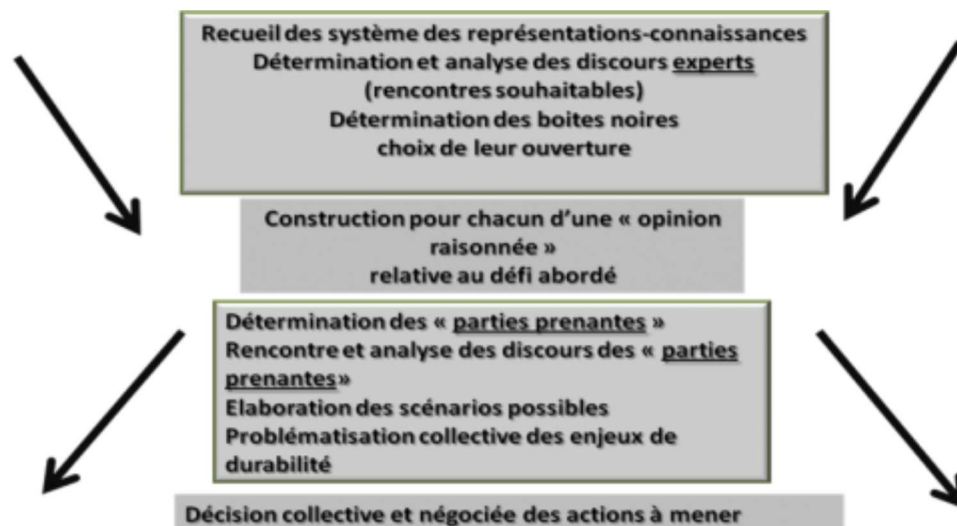 Recueil des système des représentations-connaissances
Détermination et analyse des discours experts
(rencontres souhaitables)
Détermination des boites noires
choix de leur ouverture
Construction pour chacun d’une « opinion
raisonnée »
relative au défi abordé
Détermination des « parties prenantes »
Rencontre et analyse des discours des « parties
prenantes»
Elaboration des scénarios possibles
Problématisation collective des enjeux de
durabilité
Décision collective et négociée des actions à mener